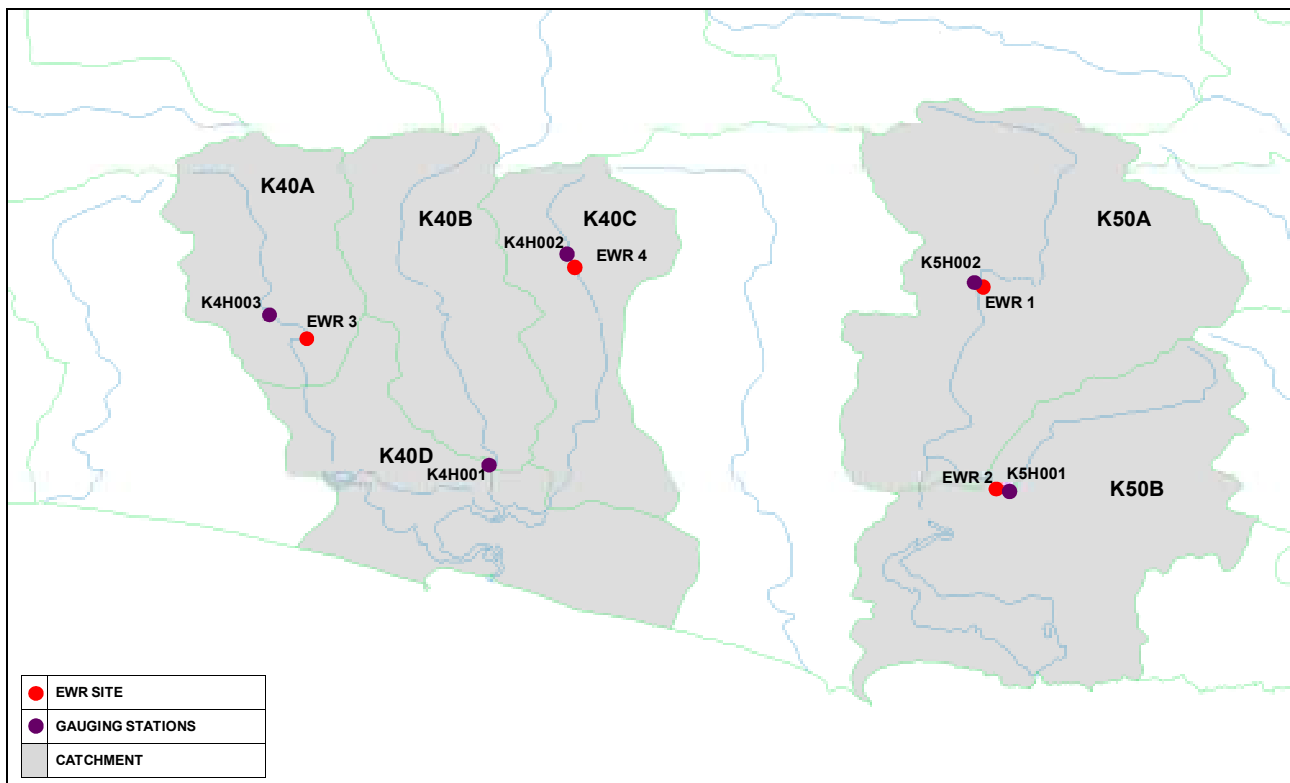 K40A
K40B
K40C
K50A
K4H002
EWR 4
K5H002
EWR 1
K4H003
EWR 3
K40D
K4H001
EWR 2
K5H001
K50B
EWR SITE
GAUGING STATIONS
CATCHMENT